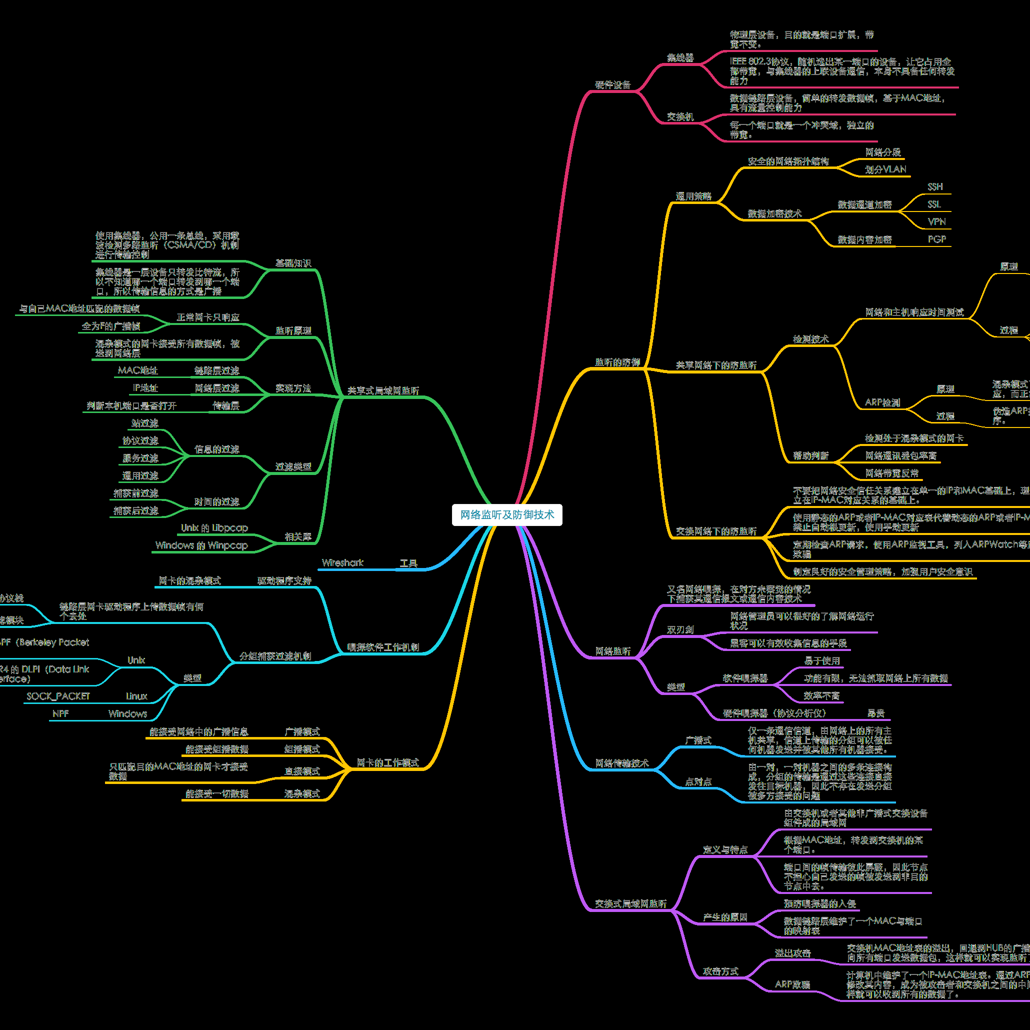 网络监听及防御技术
硬件设备
集线器
物理层设备，目的就是端口扩展，带
宽不变。
IEEE 802.3协议，随机选出某一端口的设备，让它占用全
部带宽，与集线器的上联设备通信，本身不具备任何转发
能力
交换机
数据链路层设备，简单的转发数据帧，基于MAC地址，
具有流量控制能力
每一个端口就是一个冲突域，独立的
带宽。
监听的防御
通用策略
安全的网络拓扑结构
网络分段
划分VLAN
数据加密技术
数据通道加密
SSH
SSL
VPN
数据内容加密
PGP
共享网络下的防监听
检测技术
网络和主机响应时间测试
原理
过程
ARP检测
原理
混杂模式下
应，而正常
过程
伪造ARP
序。
帮助判断
检测处于混杂模式的网卡
网络通讯丢包率高
网络带宽反常
交换网络下的防监听
不要把网络安全信任关系建立在单一的IP和MAC基础上，理
立在IP-MAC对应关系的基础上。
使用静态的ARP或者IP-MAC对应表代替动态的ARP或者IP-M
禁止自动都更新，使用手动更新
定期检查ARP请求，使用ARP监视工具，列入ARPWatch等
欺骗
制定良好的安全管理策略，加强用户安全意识
网络监听
又名网络嗅探，在对方未察觉的情况
下捕获其通信报文或通信内容技术
双刃剑
网络管理员可以很好的了解网络运行
状况
黑客可以有效收集信息的手段
类型
软件嗅探器
易于使用
功能有限，无法抓取网络上所有数据
效率不高
硬件嗅探器（协议分析仪）
昂贵
网络传输技术
广播式
仅一条通信信道，由网络上的所有主
机共享，信道上传输的分组可以被任
何机器发送并被其他所有机器接受。
点对点
由一对，一对机器之间的多条连接构
成，分组的传输是通过这些连接直接
发往目标机器，因此不存在发送分组
被多方接受的问题
交换式局域网监听
定义与特点
由交换机或者其他非广播式交换设备
组件成的局域网
根据MAC地址，转发到交换机的某
个端口。
端口间的帧传输彼此屏蔽，因此节点
不担心自己发送的帧被发送到非目的
节点中去。
产生的原因
预防嗅探器的入侵
数据链路层维护了一个MAC与端口
的映射表
攻击方式
溢出攻击
交换机MAC地址表的溢出，回退到HUB的广播
向所有端口发送数据包，这样就可以实现监听
ARP欺骗
计算机中维护了一个IP-MAC地址表。通过ARP
修改其内容，成为被攻击者和交换机之间的中间
样就可以收到所有的数据了。
共享式局域网监听
基础知识
使用集线器，公用一条总线，采用载
波检测多路监听（CSMA/CD）机制
进行传输控制
集线器是一层设备只转发比特流，所
以不知道哪一个端口转发到哪一个端
口，所以传输信息的方式是广播
监听原理
正常网卡只响应
与自己MAC地址匹配的数据帧
全为F的广播帧
混杂模式的网卡接受所有数据帧，被
送到网络层
实现方法
链路层过滤
MAC地址
网络层过滤
IP地址
传输层
判断本机端口是否打开
过滤类型
信息的过滤
站过滤
协议过滤
服务过滤
通用过滤
时间的过滤
捕获前过滤
捕获后过滤
相关库
Unix 的 Libpcap
Windows 的 Winpcap
工具
Wireshark
嗅探软件工作机制
驱动程序支持
网卡的混杂模式
分组捕获过滤机制
链路层网卡驱动程序上传数据帧有何
个去处
协议栈
滤模块
类型
Unix
BPF（Berkeley Packet
R4 的 DLPI（Data Link
terface）
Linux
SOCK_PACKET
Windows
NPF
网卡的工作模式
广播模式
能接受网络中的广播信息
组播模式
能接受组播数据
直接模式
只匹配目的MAC地址的网卡才接受
数据
混杂模式
能接受一切数据